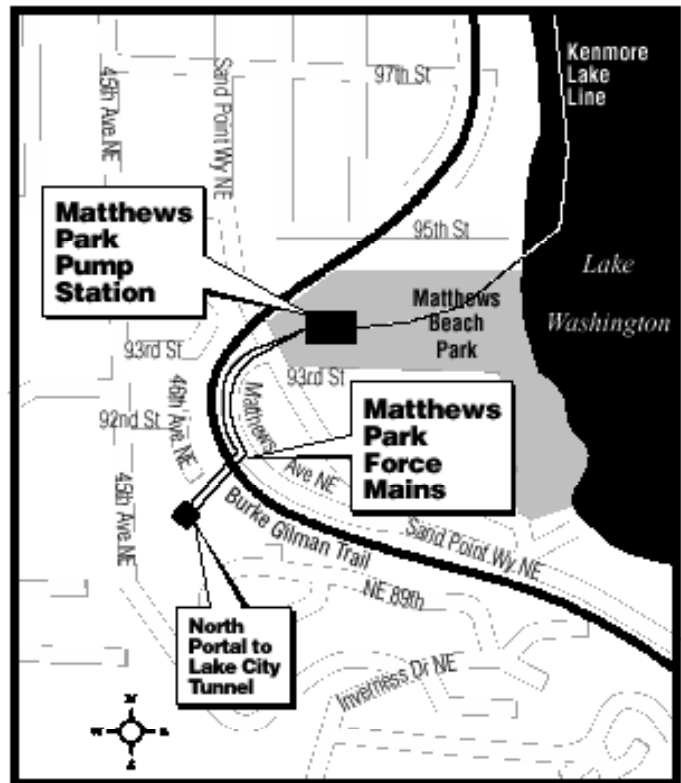 Kenmore
Lake
Line
97th St
45th Ave.NE
Sand Point Wy NE
95th St
Matthews
Park
Pump
Station
Lake
Washington
Matthews
Beach
Park
93rd St
93rd St
46th Ave. NE
Matthews Ave NE
92nd St
Matthews
Park
Force
Mains
45th Ave.NE
Burke Gilman Trail
Sand Point Wy NE
NE 89th
North
Portal to
Lake City
Tunnel
Inverness Dr NE
N
W E
S